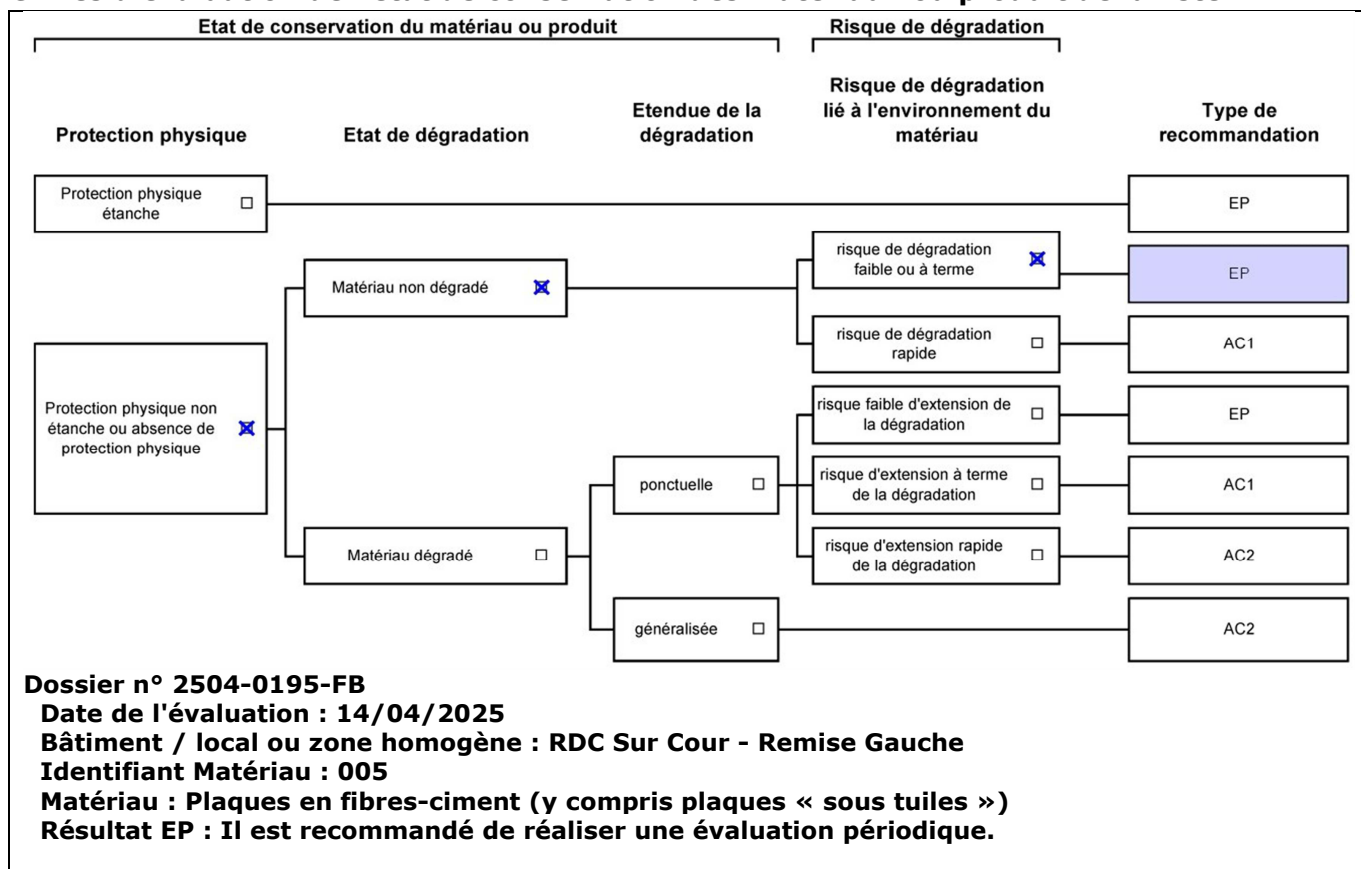 Etat de conservation du matériau ou produit
Risque de dégradation
Protection physique
Etat de dégradation
Etendue de la
dégradation
Risque de dégradation
lié à l'environnement du
matériau
Type de
recommandation
Protection physique
étanche
EP
risque de dégradation
faible ou à terme
EP
Matériau non dégradé
risque de dégradation
rapide
AC1
Protection physique non
étanche ou absence de
protection physique
risque faible d'extension de
la dégradation
EP
ponctuelle
risque d'extension à terme
de la dégradation
AC1
Matériau dégradé
risque d'extension rapide
de la dégradation
AC2
généralisée
AC2
Dossier n° 2504-0195-FB
Date de l'évaluation : 14/04/2025
Bâtiment / local ou zone homogène : RDC Sur Cour - Remise Gauche
Identifiant Matériau : 005
Matériau : Plaques en fibres-ciment (y compris plaques « sous tuiles »)
Résultat EP : Il est recommandé de réaliser une évaluation périodique.